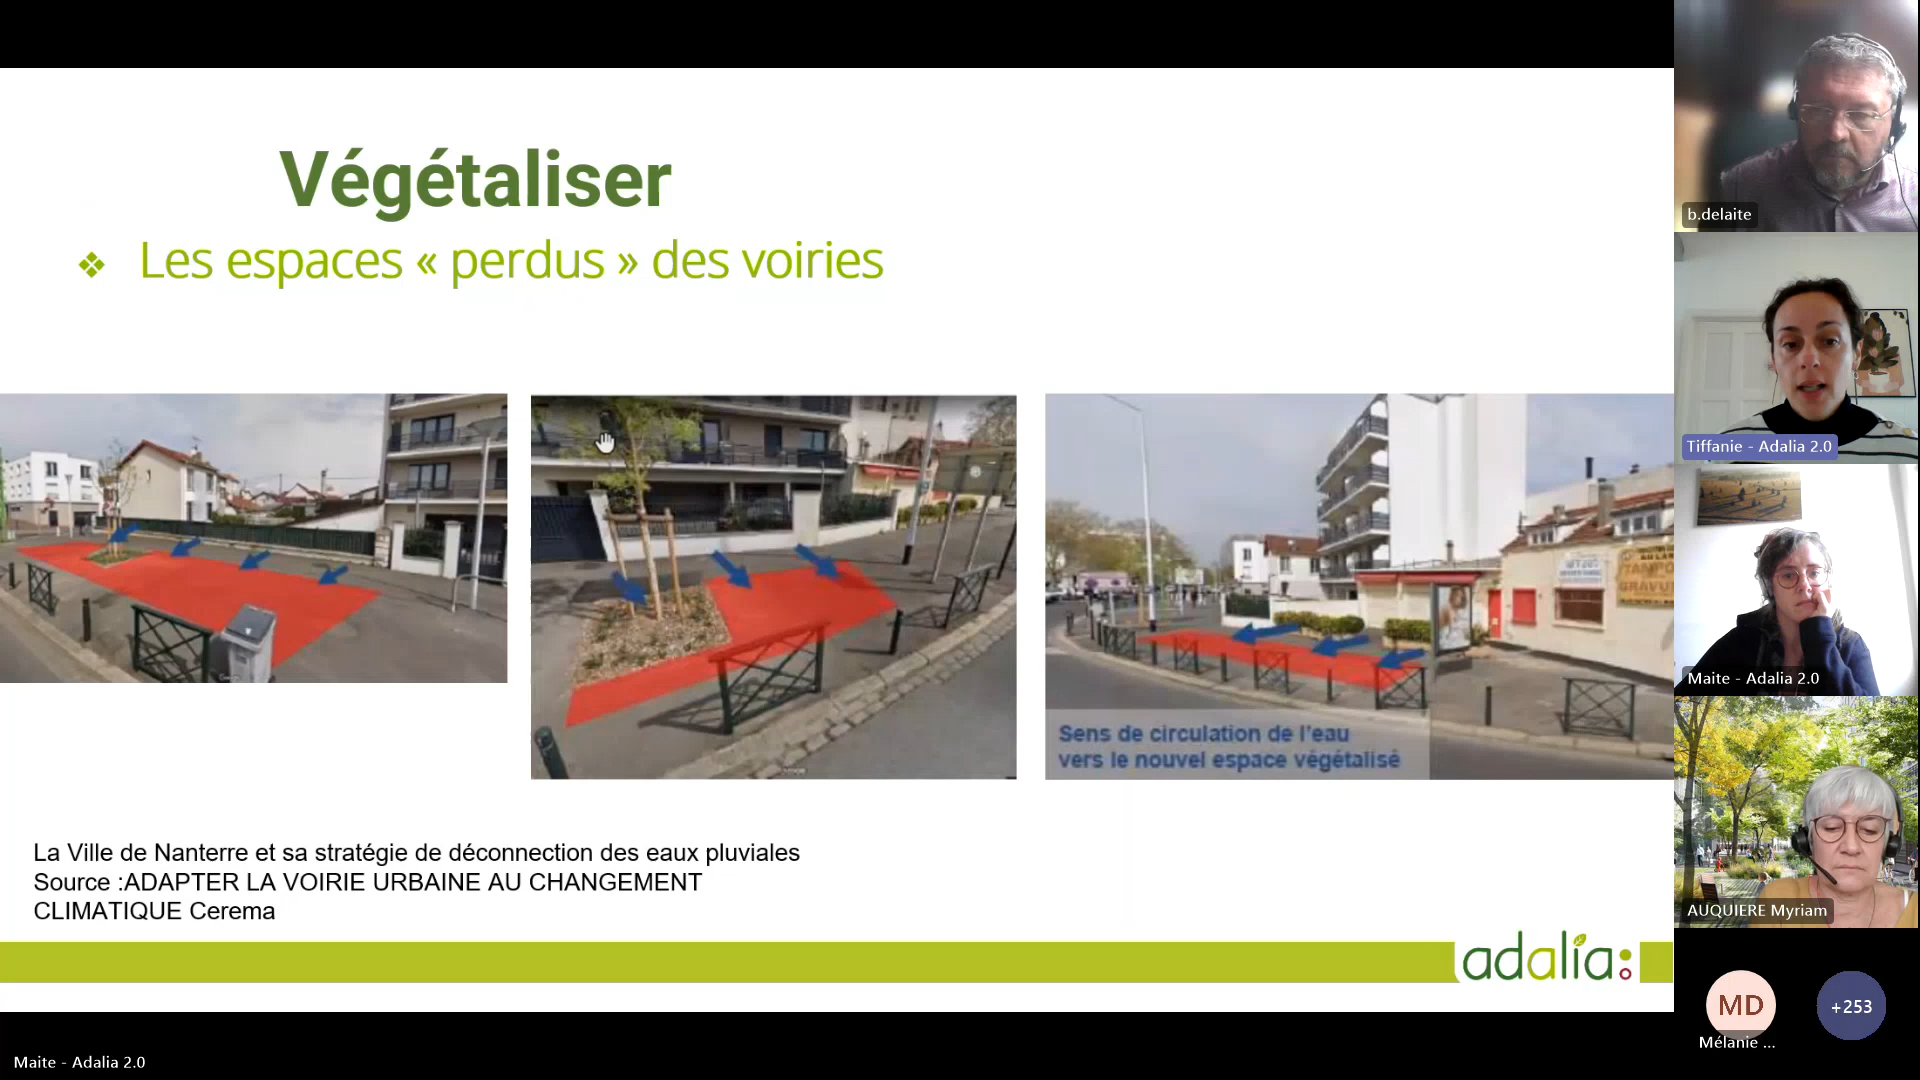 Végétaliser
❖ Les espaces « perdus » des voiries
Sens de circulation de l'eau
vers le nouvel espace végétalisé
La Ville de Nanterre et sa stratégie de déconnection des eaux pluviales
Source :ADAPTER LA VOIRIE URBAINE AU CHANGEMENT
CLIMATIQUE Cerema
adalia
Maite - Adalia 2.0
b.delaite
Tiffanie - Adalia 2.0
Maite - Adalia 2.0
AUQUIERE Myriam
MD
Mélanie ...
+253